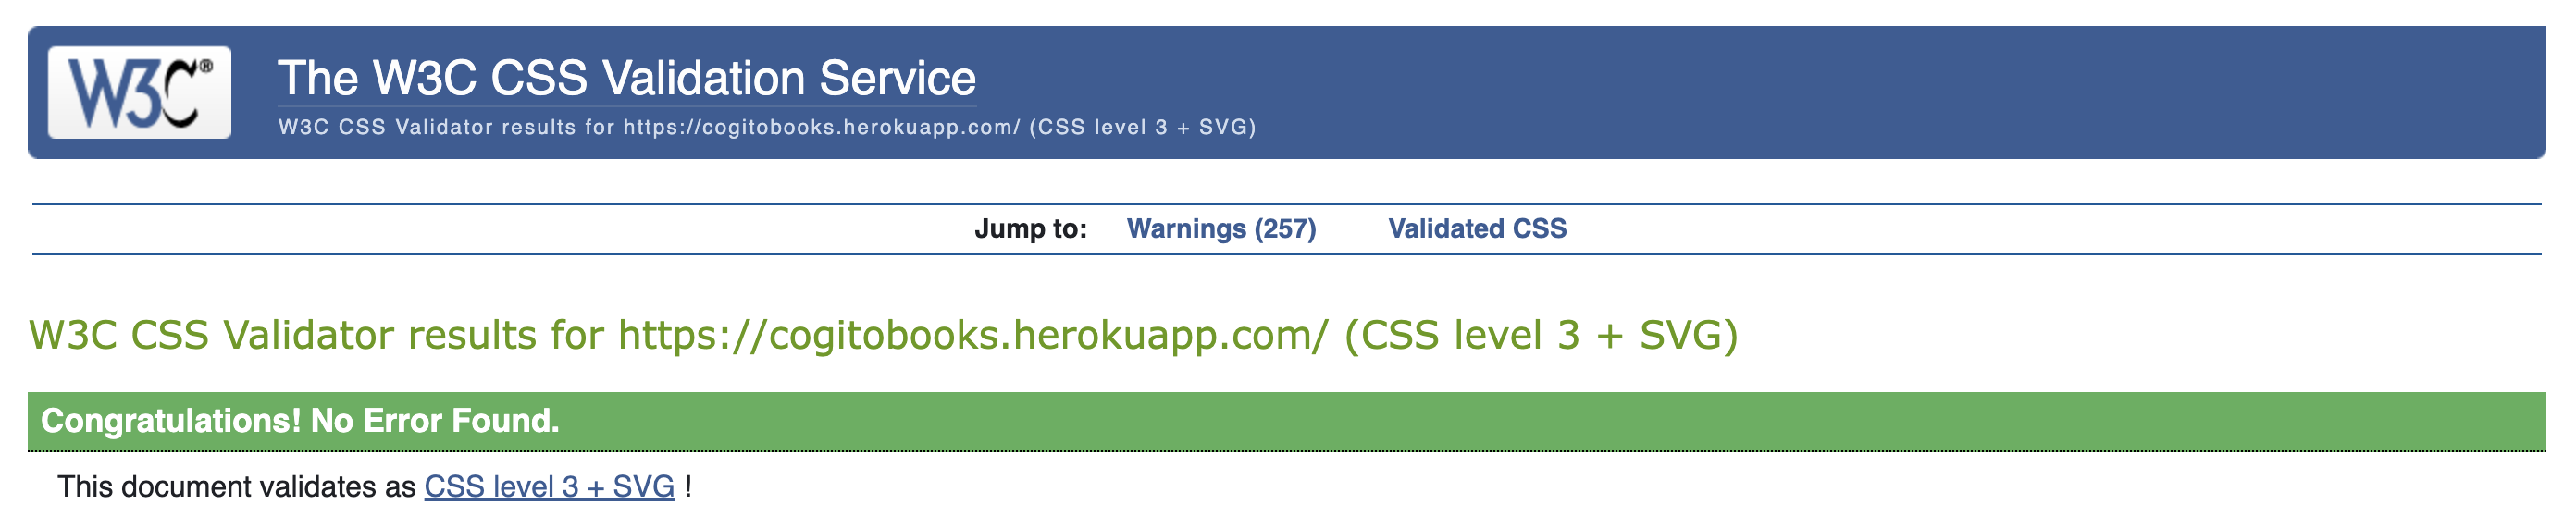 W3C®
The W3C CSS Validation Service
W3C CSS Validator results for https://cogitobooks.herokuapp.com/ (CSS level 3 + SVG)
Jump to: Warnings (257) Validated CSS
W3C CSS Validator results for https://cogitobooks.herokuapp.com/ (CSS level 3 + SVG)
Congratulations! No Error Found.
This document validates as CSS level 3 + SVG !